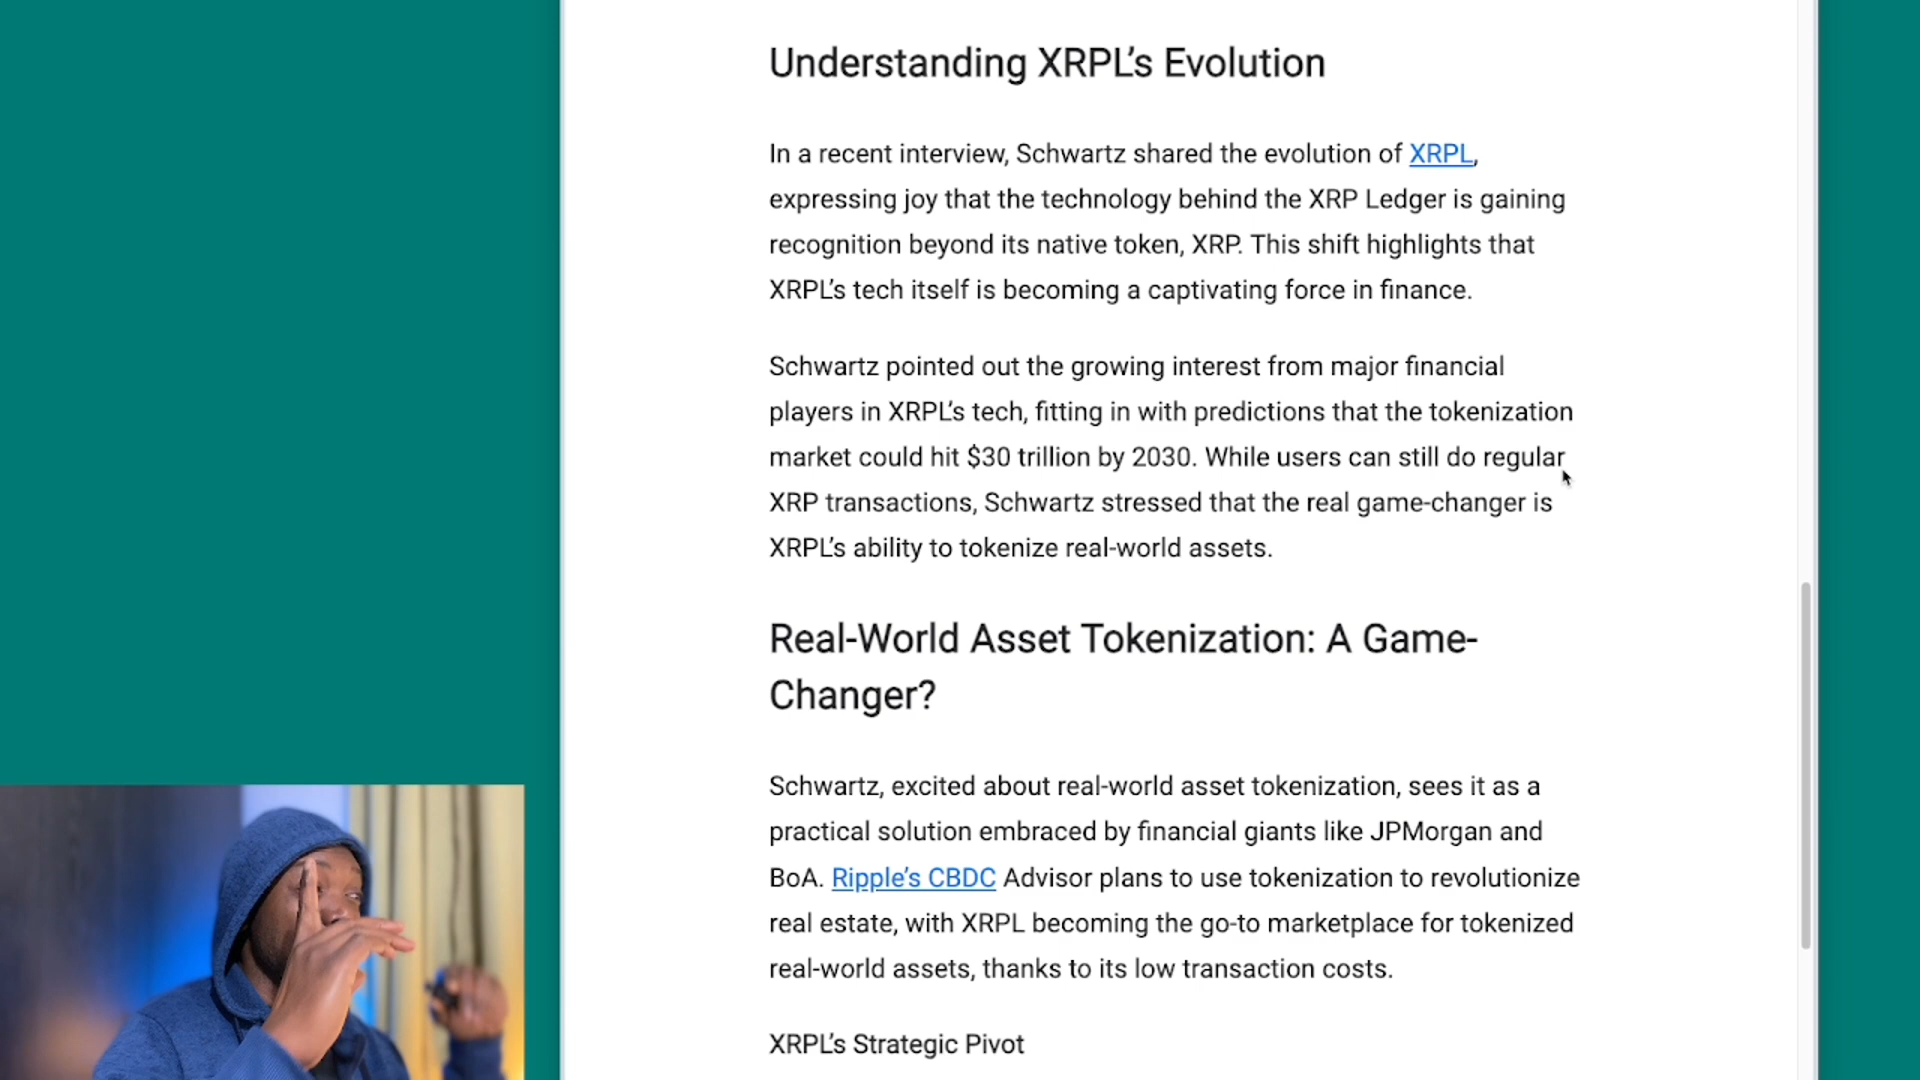 Understanding XRPL’s Evolution
In a recent interview, Schwartz shared the evolution of XRPL,
expressing joy that the technology behind the XRP Ledger is gaining
recognition beyond its native token, XRP. This shift highlights that
XRPL’s tech itself is becoming a captivating force in finance.
Schwartz pointed out the growing interest from major financial
players in XRPL’s tech, fitting in with predictions that the tokenization
market could hit $30 trillion by 2030. While users can still do regular
XRP transactions, Schwartz stressed that the real game-changer is
XRPL’s ability to tokenize real-world assets.
Real-World Asset Tokenization: A Game-
Changer?
Schwartz, excited about real-world asset tokenization, sees it as a
practical solution embraced by financial giants like JPMorgan and
BoA. Ripple’s CBDC Advisor plans to use tokenization to revolutionize
real estate, with XRPL becoming the go-to marketplace for tokenized
real-world assets, thanks to its low transaction costs.
XRPL’s Strategic Pivot